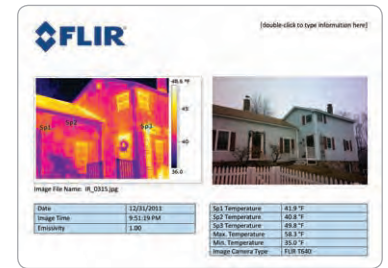 FLIR
[double-click to type information here]
48.6 °F
45
40
36.0
Sp1 Sp2 Sp3
Image File Name: IR_0315.jpg
Date 12/31/2011
Image Time 9:51:19 PM
Emissivity 1.00
Sp1 Temperature 41.9 °F
Sp2 Temperature 40.8 °F
Sp3 Temperature 49.8 °F
Max. Temperature 58.3 °F
Min. Temperature 35.0 °F
Image Camera Type FLIR T640